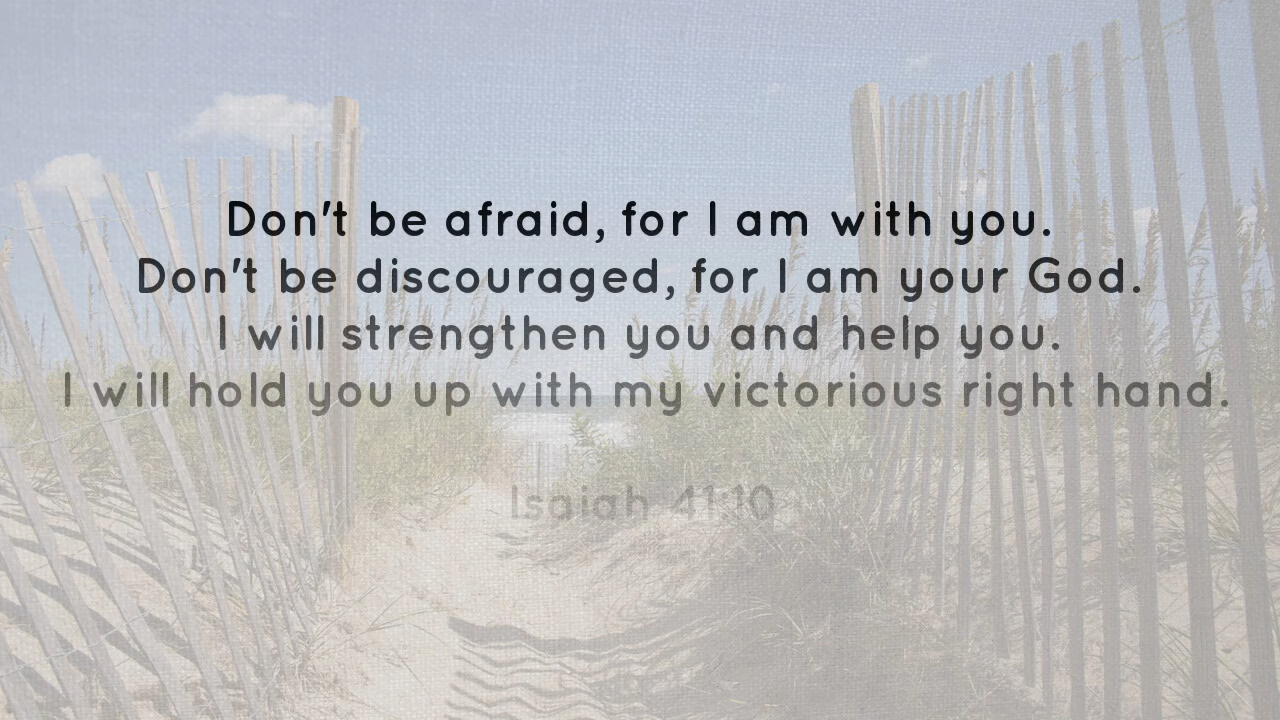 Don't be afraid, for I am with you.
Don't be discouraged, for I am your God.
I will strengthen you and help you.
I will hold you up with my victorious right hand.
Isaiah 41:10